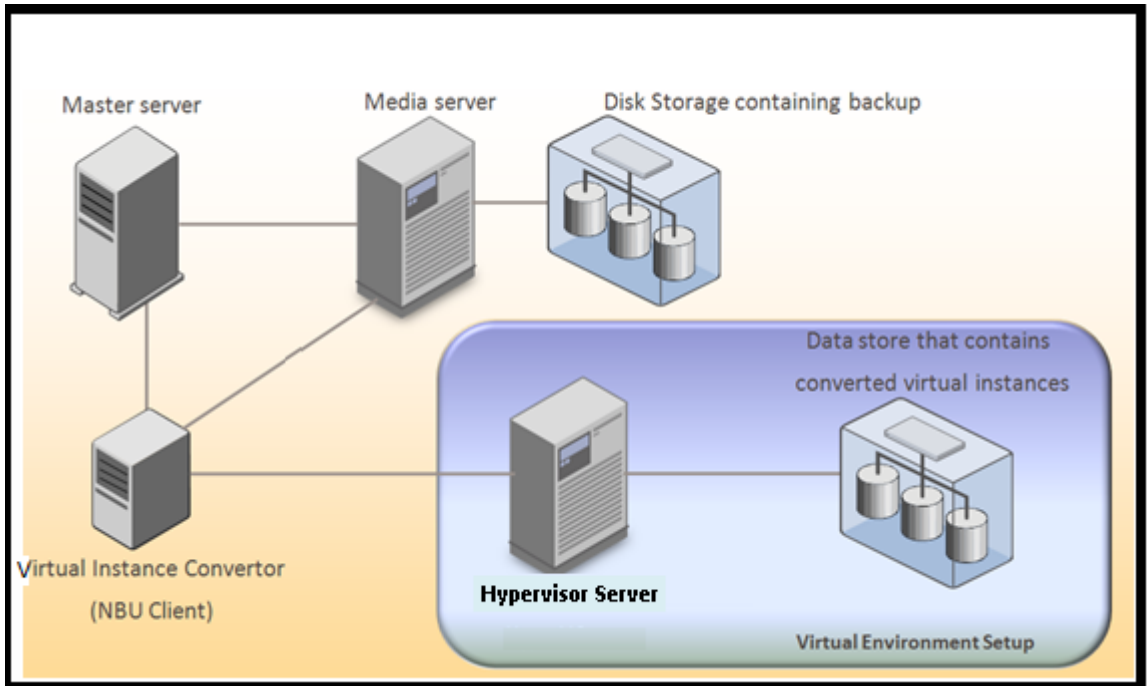 Master server
Media server
Disk Storage containing backup
Data store that contains
converted virtual instances
Virtual Instance Convertor
(NBU Client)
Hypervisor Server
Virtual Environment Setup